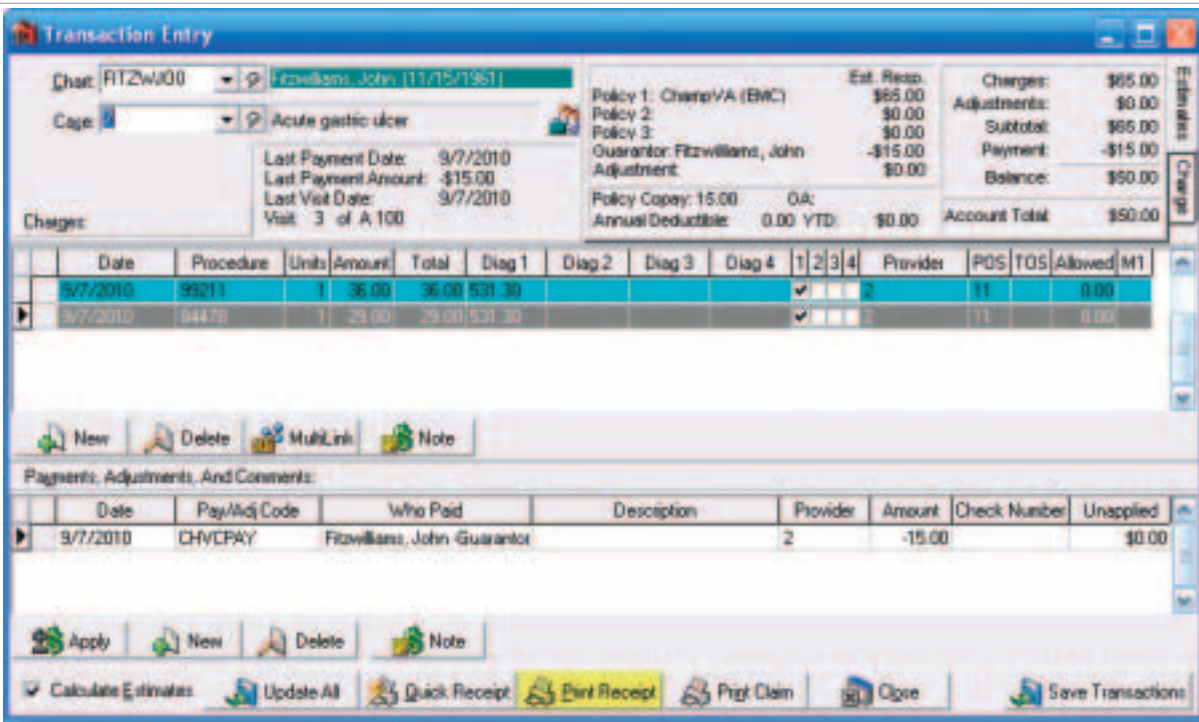 Transaction Entry
Chart: FITZWJO0 Fitzwilliams, John (11/15/1961)
Case: Acute gastric ulcer
Last Payment Date: 9/7/2010
Last Payment Amount: -$15.00
Last Visit Date: 9/7/2010
Visit: 3 of A 100
Charges:
Est. Resp.
Policy 1: ChampVA (EMC) $65.00
Policy 2: $0.00
Policy 3: $0.00
Guarantor: Fitzwilliams, John -$15.00
Adjustment: $0.00
Policy Copay: 15.00 OA:
Annual Deductible: 0.00 YTD: $0.00
Charges: $65.00
Adjustments: $0.00
Subtotal: $65.00
Payment: -$15.00
Balance: $50.00
Account Total: $50.00
Estimates
Charge
Date Procedure Units Amount Total Diag 1 Diag 2 Diag 3 Diag 4 1 2 3 4 Provider POS TOS Allowed M1
9/7/2010 99211 1 36.00 36.00 531.30 2 11 0.00
9/7/2010 84478 1 29.00 29.00 531.30 2 11 0.00
New Delete MultiLink Note
Payments, Adjustments, And Comments:
Date Pay/Adj Code Who Paid Description Provider Amount Check Number Unapplied
9/7/2010 CHVCPAY Fitzwilliams, John -Guarantor 2 -15.00 $0.00
Apply New Delete Note
Calculate Estimates Update All Quick Receipt Print Receipt Print Claim Close Save Transactions